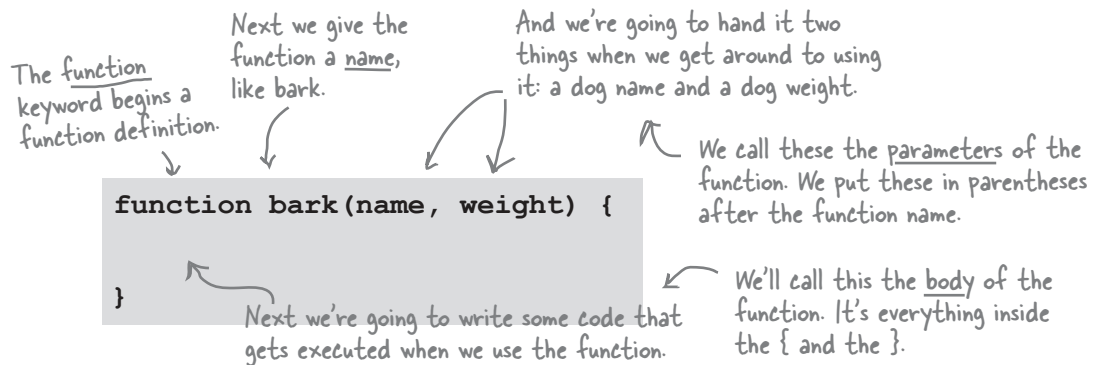 The function
keyword begins a
function definition.
Next we give the
function a name,
like bark.
And we're going to hand it two
things when we get around to using
it: a dog name and a dog weight.
We call these the parameters of the
function. We put these in parentheses
after the function name.
function bark(name, weight) {
}
Next we're going to write some code that
gets executed when we use the function.
We'll call this the body of the
function. It's everything inside
the { and the }.